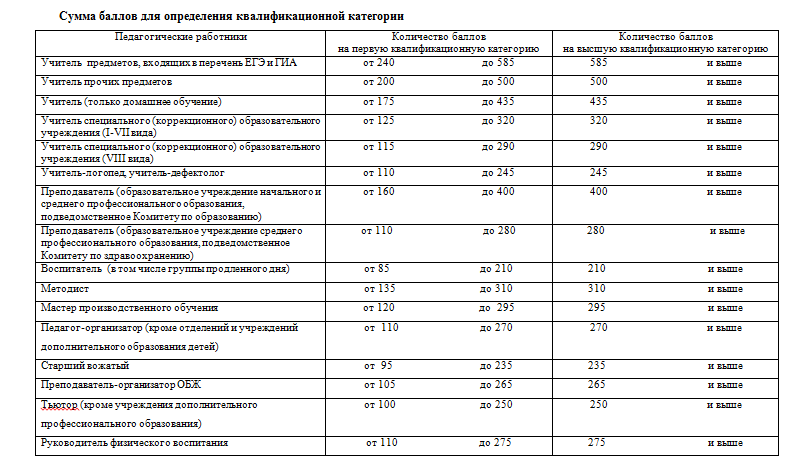 Сумма баллов для определения квалификационной категории
Педагогические работники Количество баллов на первую квалификационную категорию Количество баллов на высшую квалификационную категорию
Учитель предметов, входящих в перечень ЕГЭ и ГИА от 240 до 585 585 и выше
Учитель прочих предметов от 200 до 500 500 и выше
Учитель (только домашнее обучение) от 175 до 435 435 и выше
Учитель специального (коррекционного) образовательного от 125 до 320 320 и выше
учреждения (I-VII вида)
Учитель специального (коррекционного) образовательного от 115 до 290 290 и выше
учреждения (VIII вида)
Учитель-логопед, учитель-дефектолог от 110 до 245 245 и выше
Преподаватель (образовательное учреждение начального и от 160 до 400 400 и выше
среднего профессионального образования,
подведомственное Комитету по образованию)
Преподаватель (образовательное учреждение среднего от 110 до 280 280 и выше
профессионального образования, подведомственное
Комитету по здравоохранению)
Воспитатель (в том числе группы продленного дня) от 85 до 210 210 и выше
Методист от 135 до 310 310 и выше
Мастер производственного обучения от 120 до 295 295 и выше
Педагог-организатор (кроме отделений и учреждений от 110 до 270 270 и выше
дополнительного образования детей)
Старший вожатый от 95 до 235 235 и выше
Преподаватель-организатор ОБЖ от 105 до 265 265 и выше
Тьютор (кроме учреждения дополнительного от 100 до 250 250 и выше
профессионального образования)
Руководитель физического воспитания от 110 до 275 275 и выше